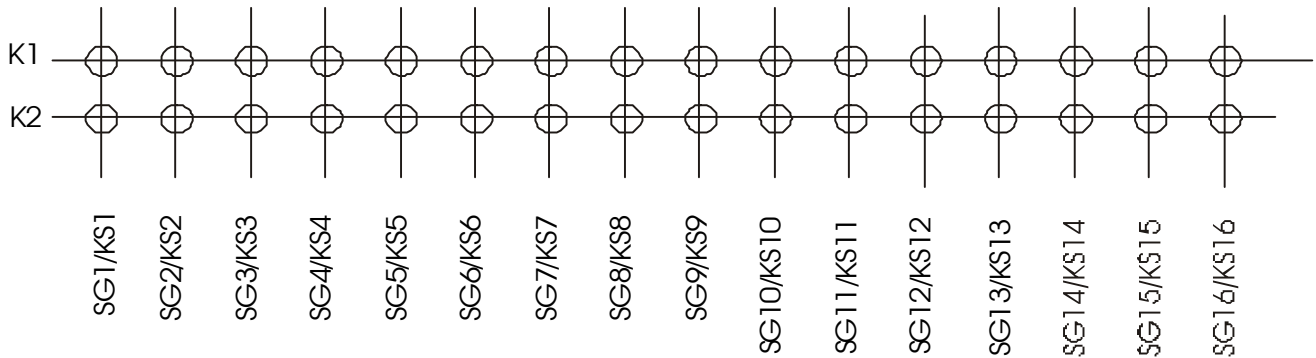 K1
K2
SG1/KS1
SG2/KS2
SG3/KS3
SG4/KS4
SG5/KS5
SG6/KS6
SG7/KS7
SG8/KS8
SG9/KS9
SG10/KS10
SG11/KS11
SG12/KS12
SG13/KS13
SG14/KS14
SG15/KS15
SG16/KS16